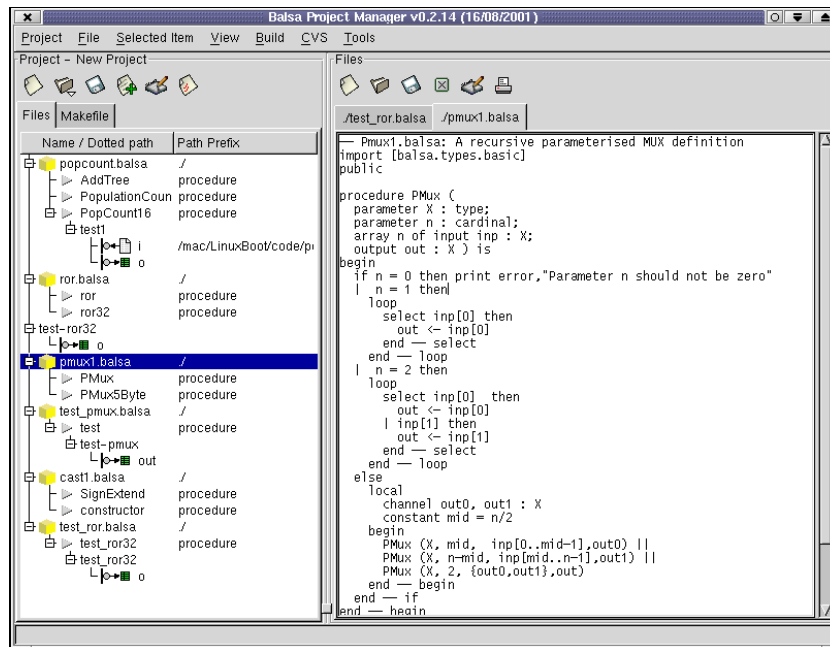 Balsa Project Manager v0.2.14 (16/08/2001)
Project File Selected Item View Build CVS Tools
Project - New Project
Files Makefile
Name / Dotted path Path Prefix
popcount.balsa ./
AddTree procedure
PopulationCoun procedure
PopCount16 procedure
test1
i /mac/LinuxBoot/code/p
o
ror.balsa ./
ror procedure
ror32 procedure
test-ror32
o
pmux1.balsa ./
PMux procedure
PMux5Byte procedure
test_pmux.balsa ./
test procedure
test-pmux
out
cast1.balsa ./
SignExtend procedure
constructor procedure
test_ror.balsa ./
test_ror32 procedure
test_ror32
o
Files
./test_ror.balsa ./pmux1.balsa
-- Pmux1.balsa: A recursive parameterised MUX definition
import [balsa.types.basic]
public
procedure PMux (
parameter X : type;
parameter n : cardinal;
array n of input inp : X;
output out : X ) is
begin
if n = 0 then print error,"Parameter n should not be zero"
| n = 1 then
loop
select inp[0] then
out <- inp[0]
end -- select
end -- loop
| n = 2 then
loop
select inp[0] then
out <- inp[0]
| inp[1] then
out <- inp[1]
end -- select
end -- loop
else
local
channel out0, out1 : X
constant mid = n/2
begin
PMux (X, mid, inp[0..mid-1],out0) ||
PMux (X, n-mid, inp[mid..n-1],out1) ||
PMux (X, 2, {out0,out1},out)
end -- begin
end -- if
end -- begin